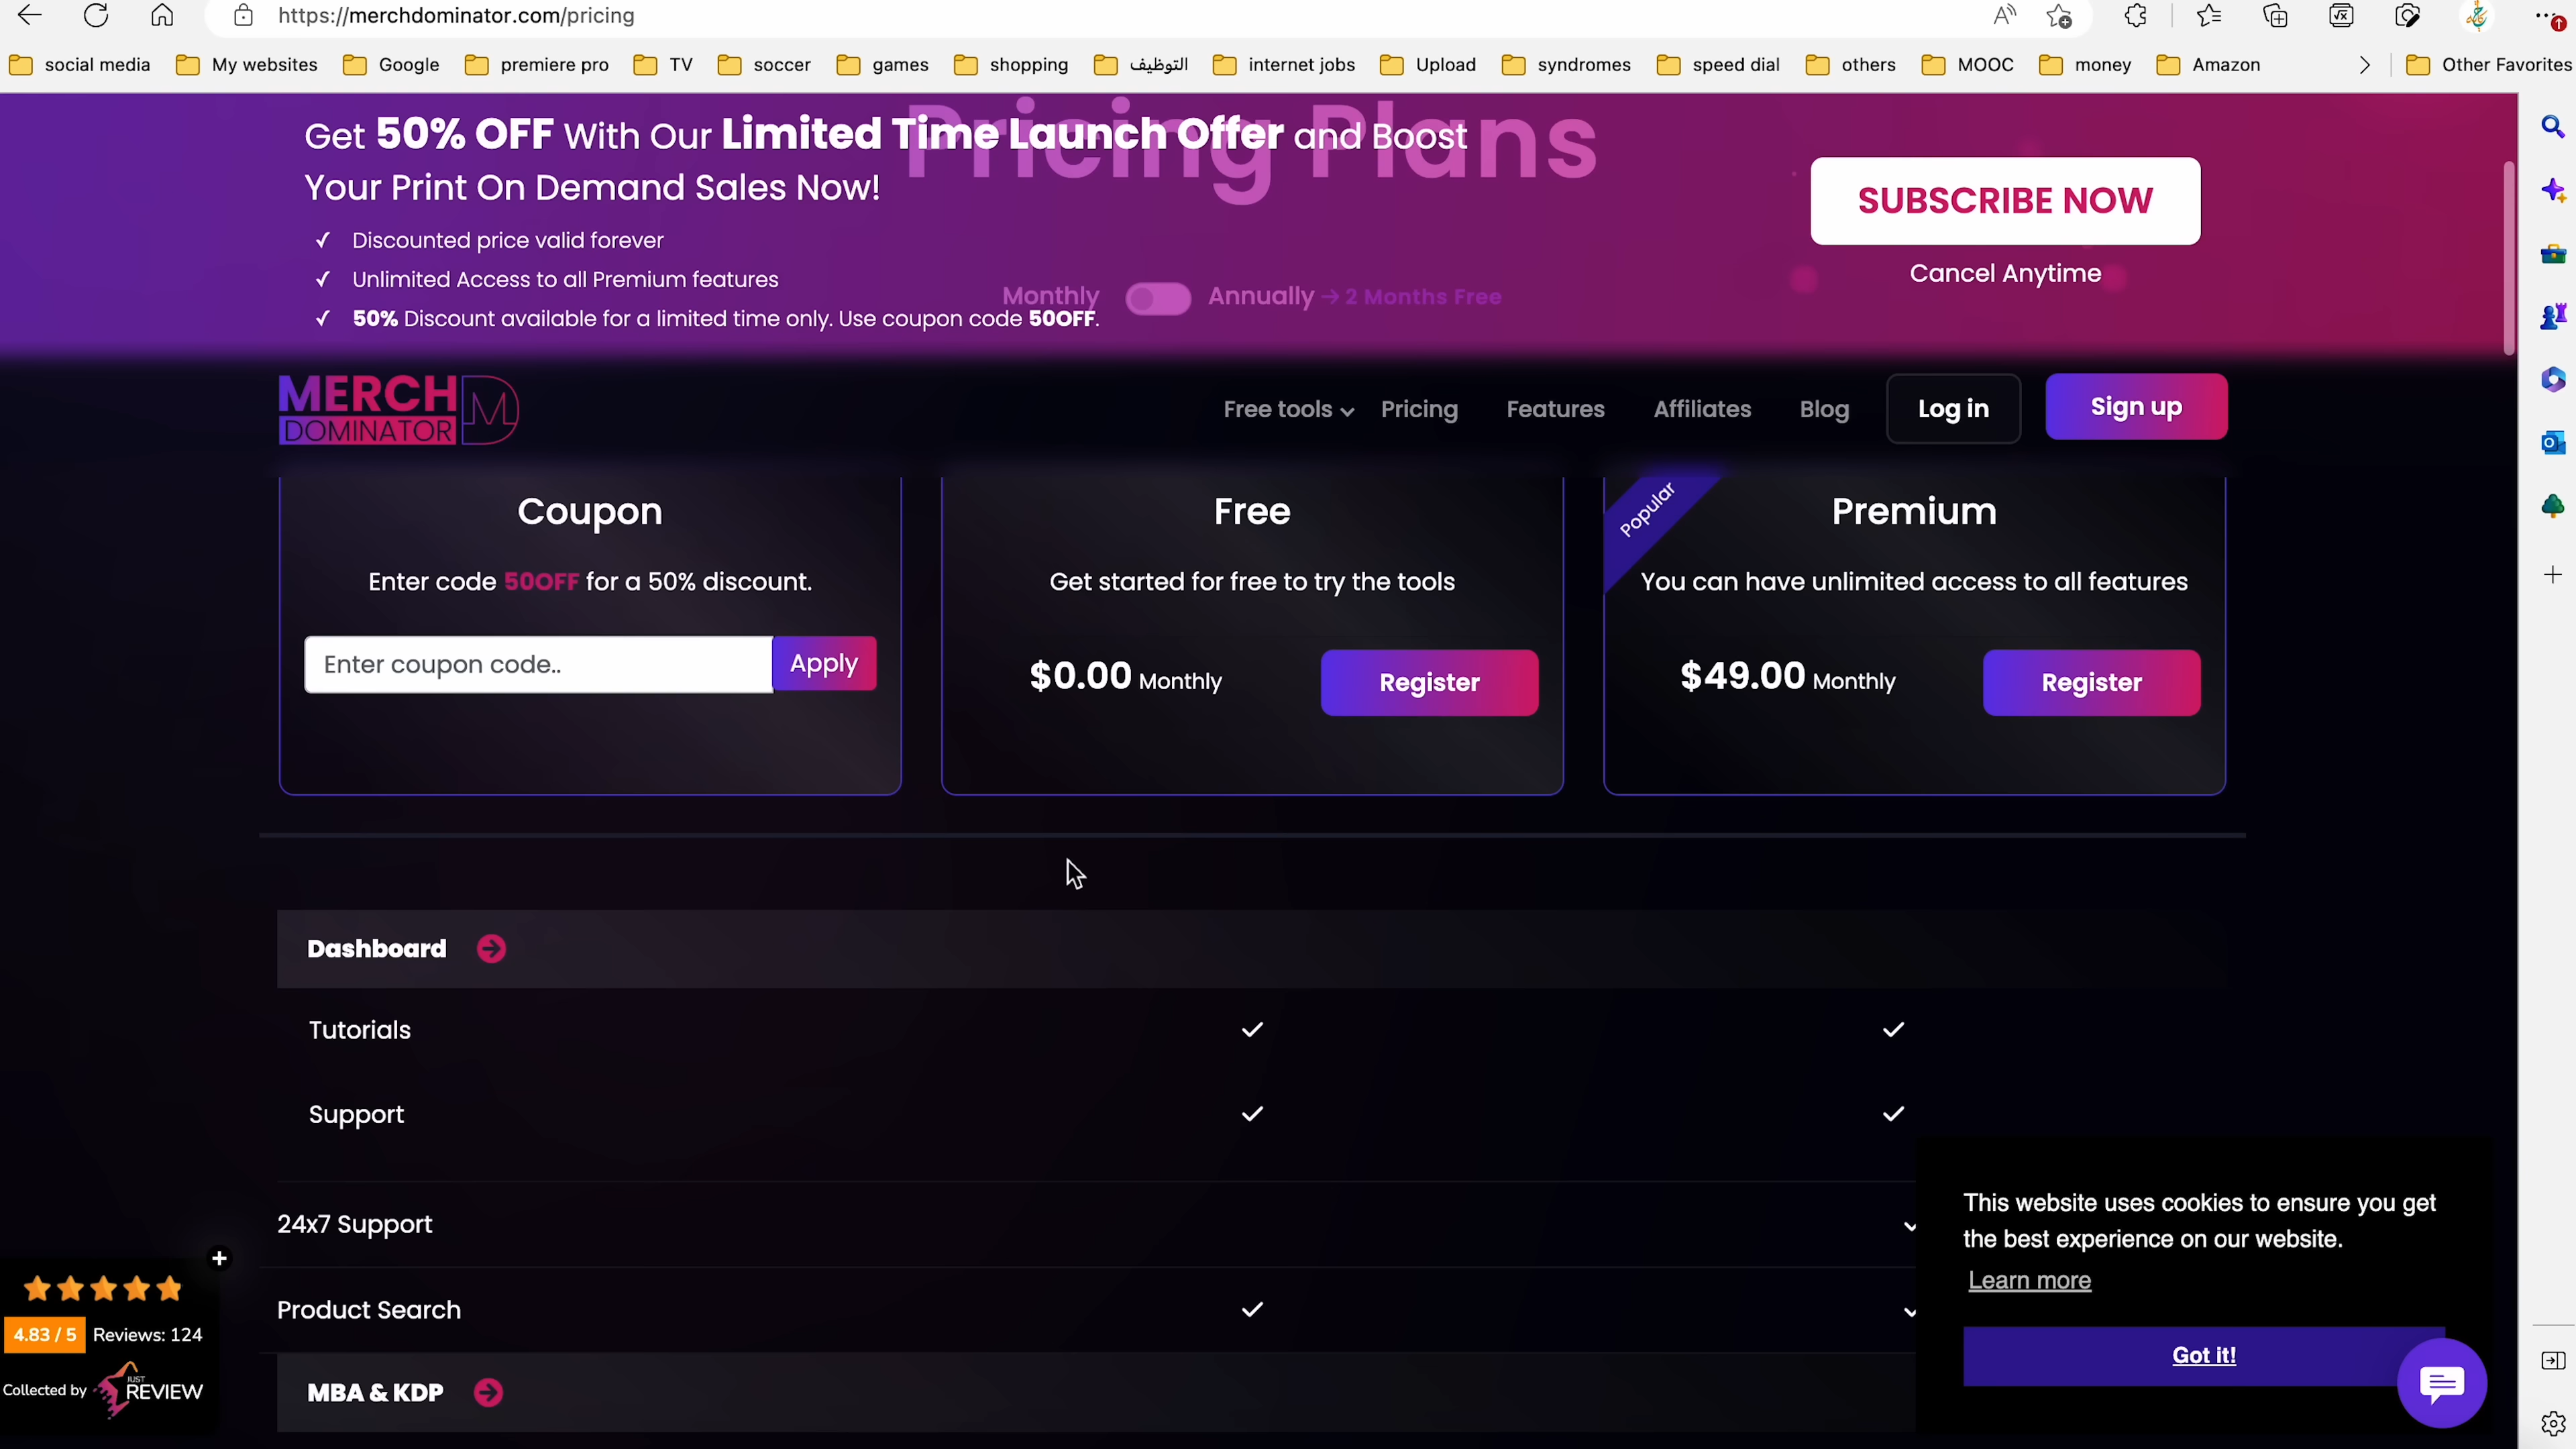 https://merchdominator.com/pricing
social media My websites Google premiere pro TV soccer games shopping التوظيف internet jobs Upload syndromes speed dial others MOOC money Amazon Other Favorites
Pricing Plans
Get 50% OFF With Our Limited Time Launch Offer and Boost
Your Print On Demand Sales Now!
✓ Discounted price valid forever
✓ Unlimited Access to all Premium features
✓ 50% Discount available for a limited time only. Use coupon code 50OFF.
Monthly Annually → 2 Months Free
SUBSCRIBE NOW
Cancel Anytime
MERCH
DOMINATOR
Free tools Pricing Features Affiliates Blog Log in Sign up
Coupon
Enter code 50OFF for a 50% discount.
Enter coupon code.. Apply
Free
Get started for free to try the tools
$0.00 Monthly Register
Popular
Premium
You can have unlimited access to all features
$49.00 Monthly Register
Dashboard
Tutorials
Support
24x7 Support
Product Search
MBA & KDP
4.83 / 5 Reviews: 124
Collected by JUST REVIEW
This website uses cookies to ensure you get
the best experience on our website.
Learn more
Got it!